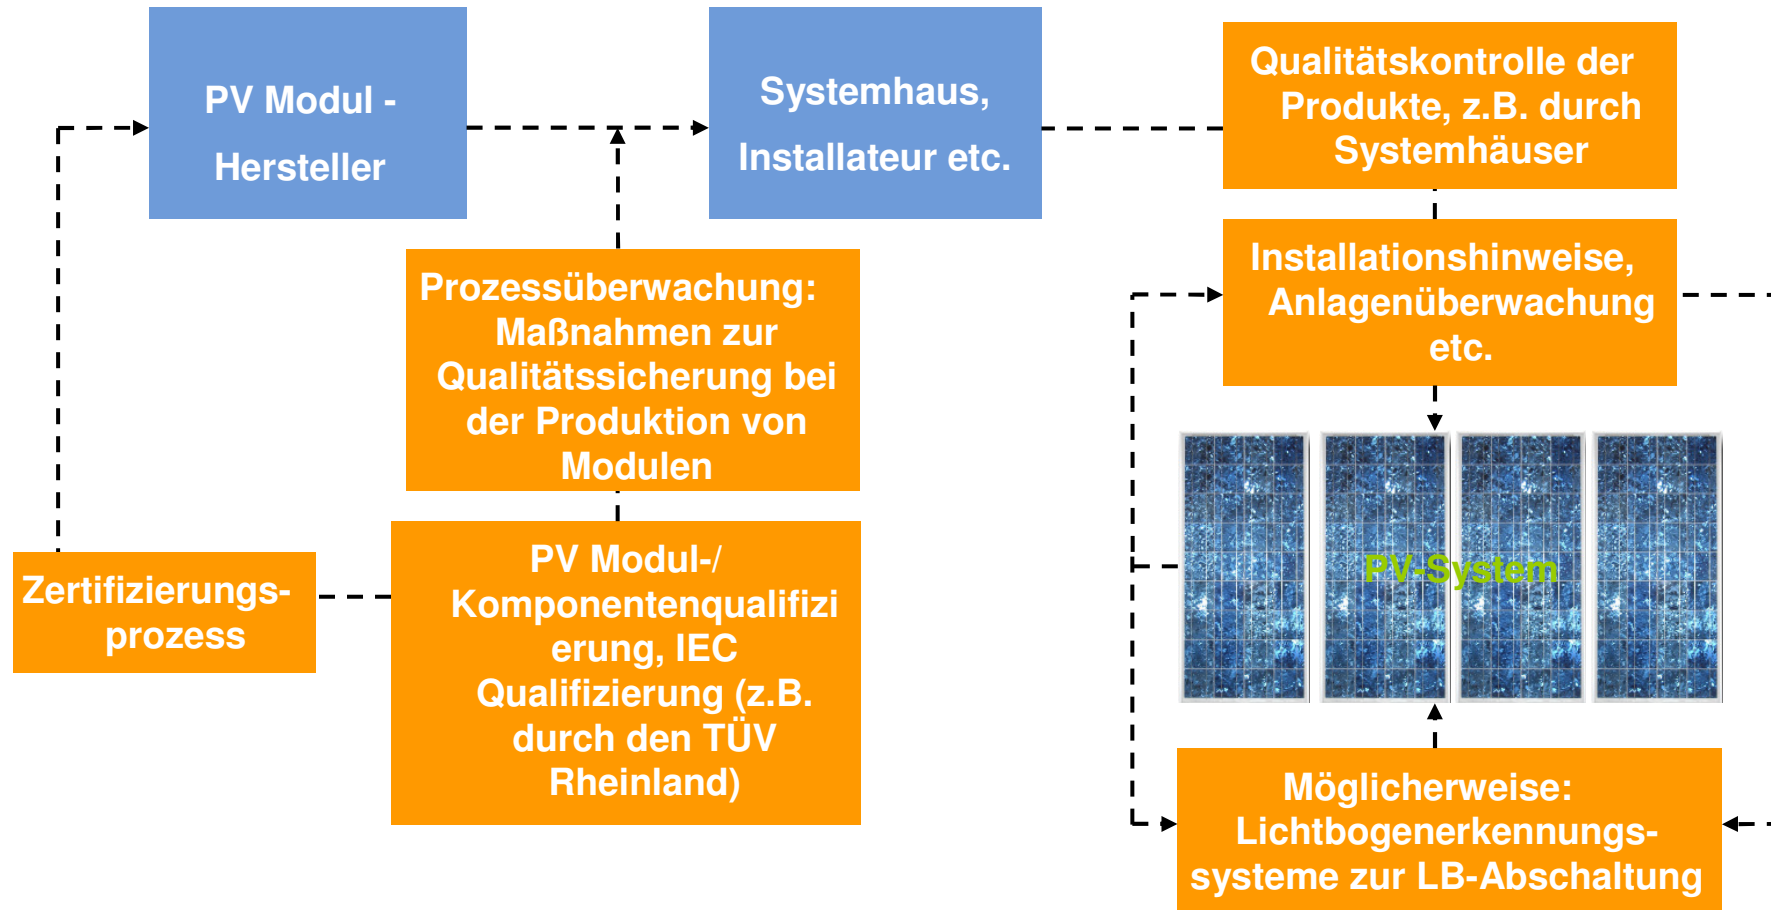 PV Modul -
Hersteller
Systemhaus,
Installateur etc.
Qualitätskontrolle der
Produkte, z.B. durch
Systemhäuser
Installationshinweise,
Anlagenüberwachung
etc.
Prozessüberwachung:
Maßnahmen zur
Qualitätssicherung bei
der Produktion von
Modulen
Zertifizierungs-
prozess
PV Modul-/
Komponentenqualifizi
erung, IEC
Qualifizierung (z.B.
durch den TÜV
Rheinland)
PV-System
Möglicherweise:
Lichtbogenerkennungs-
systeme zur LB-Abschaltung